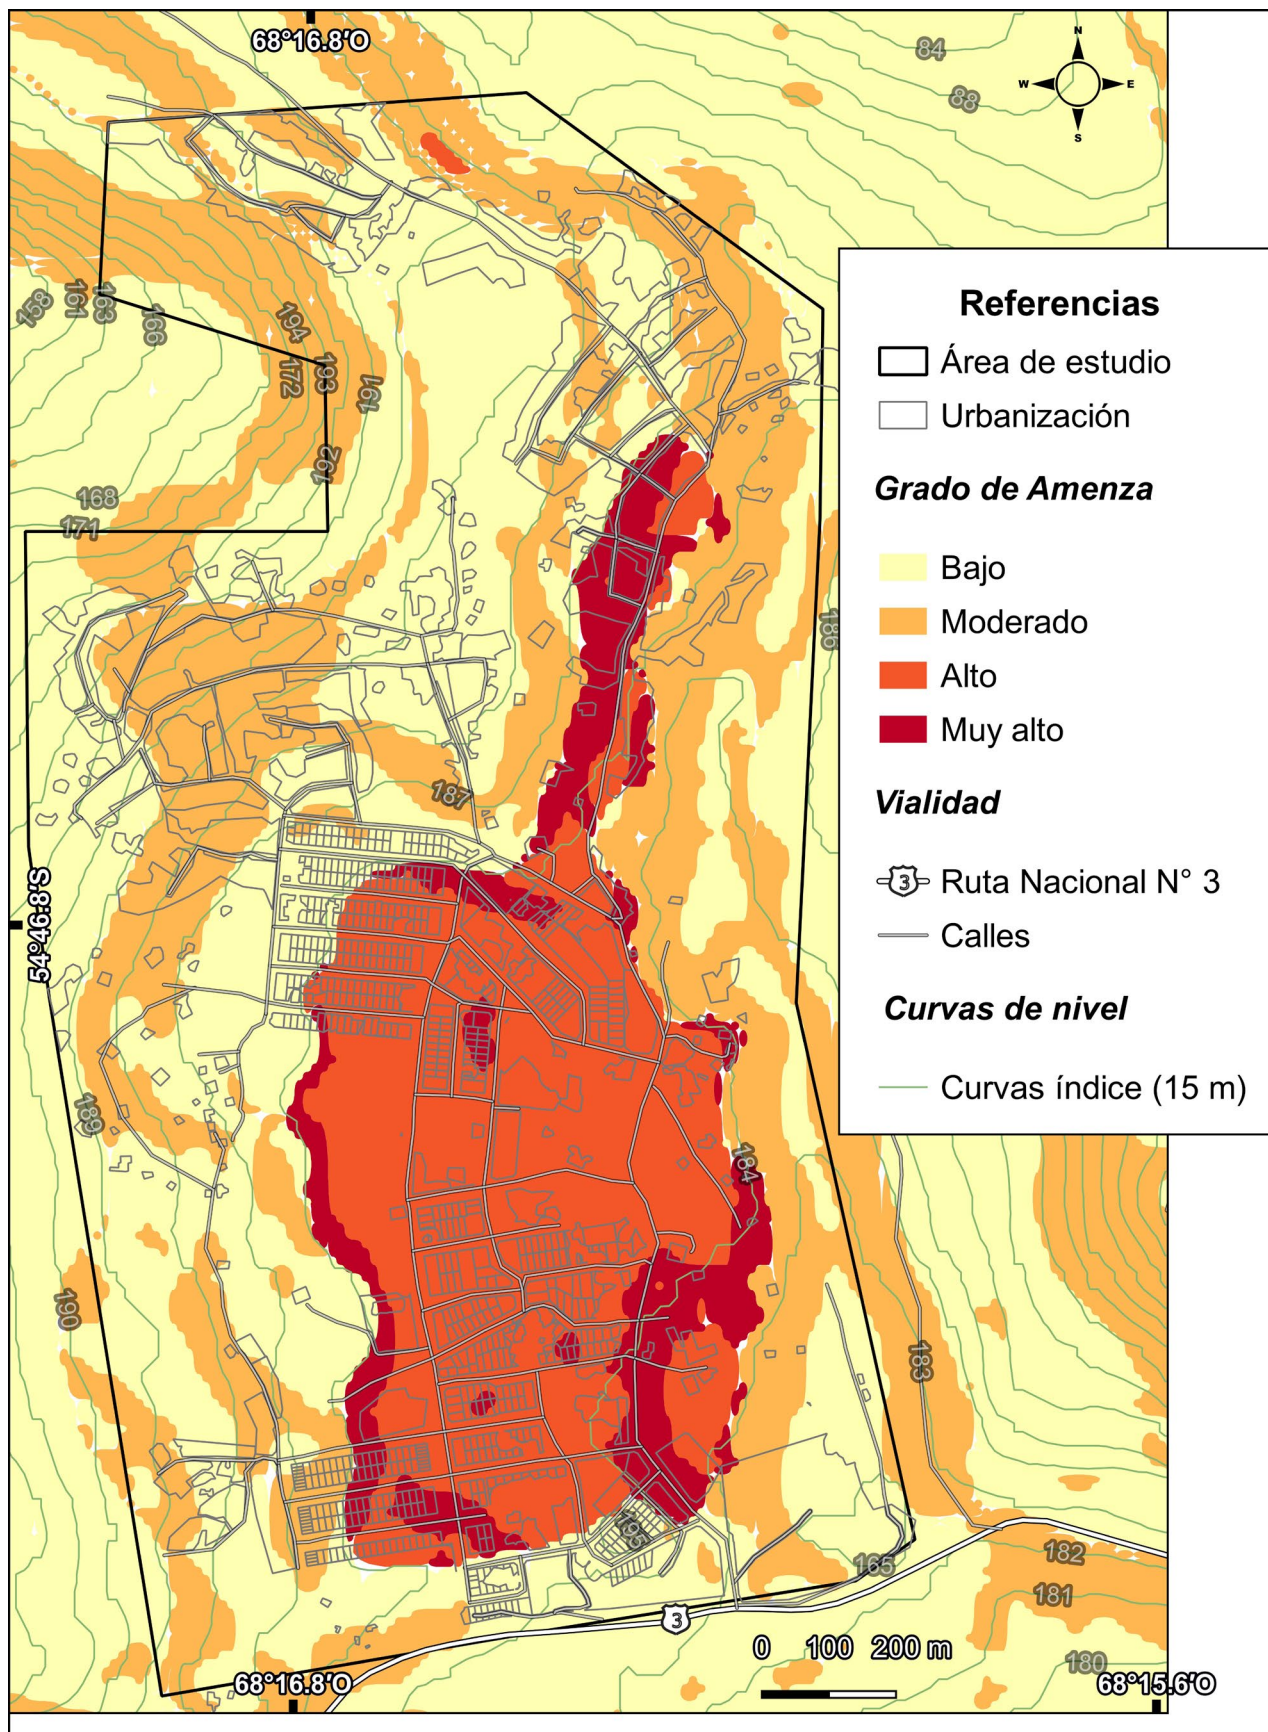 68°16.8'O
84
88
N
W
E
S
158
161
163
166
194
172
193
191
192
168
171
Referencias
Área de estudio
Urbanización
Grado de Amenza
Bajo
Moderado
Alto
Muy alto
Vialidad
3 Ruta Nacional N° 3
Calles
Curvas de nivel
Curvas índice (15 m)
187
54°46.8'S
189
184
190
183
195
165
182
181
180
3
0 100 200 m
68°16.8'O
68°15.6'O